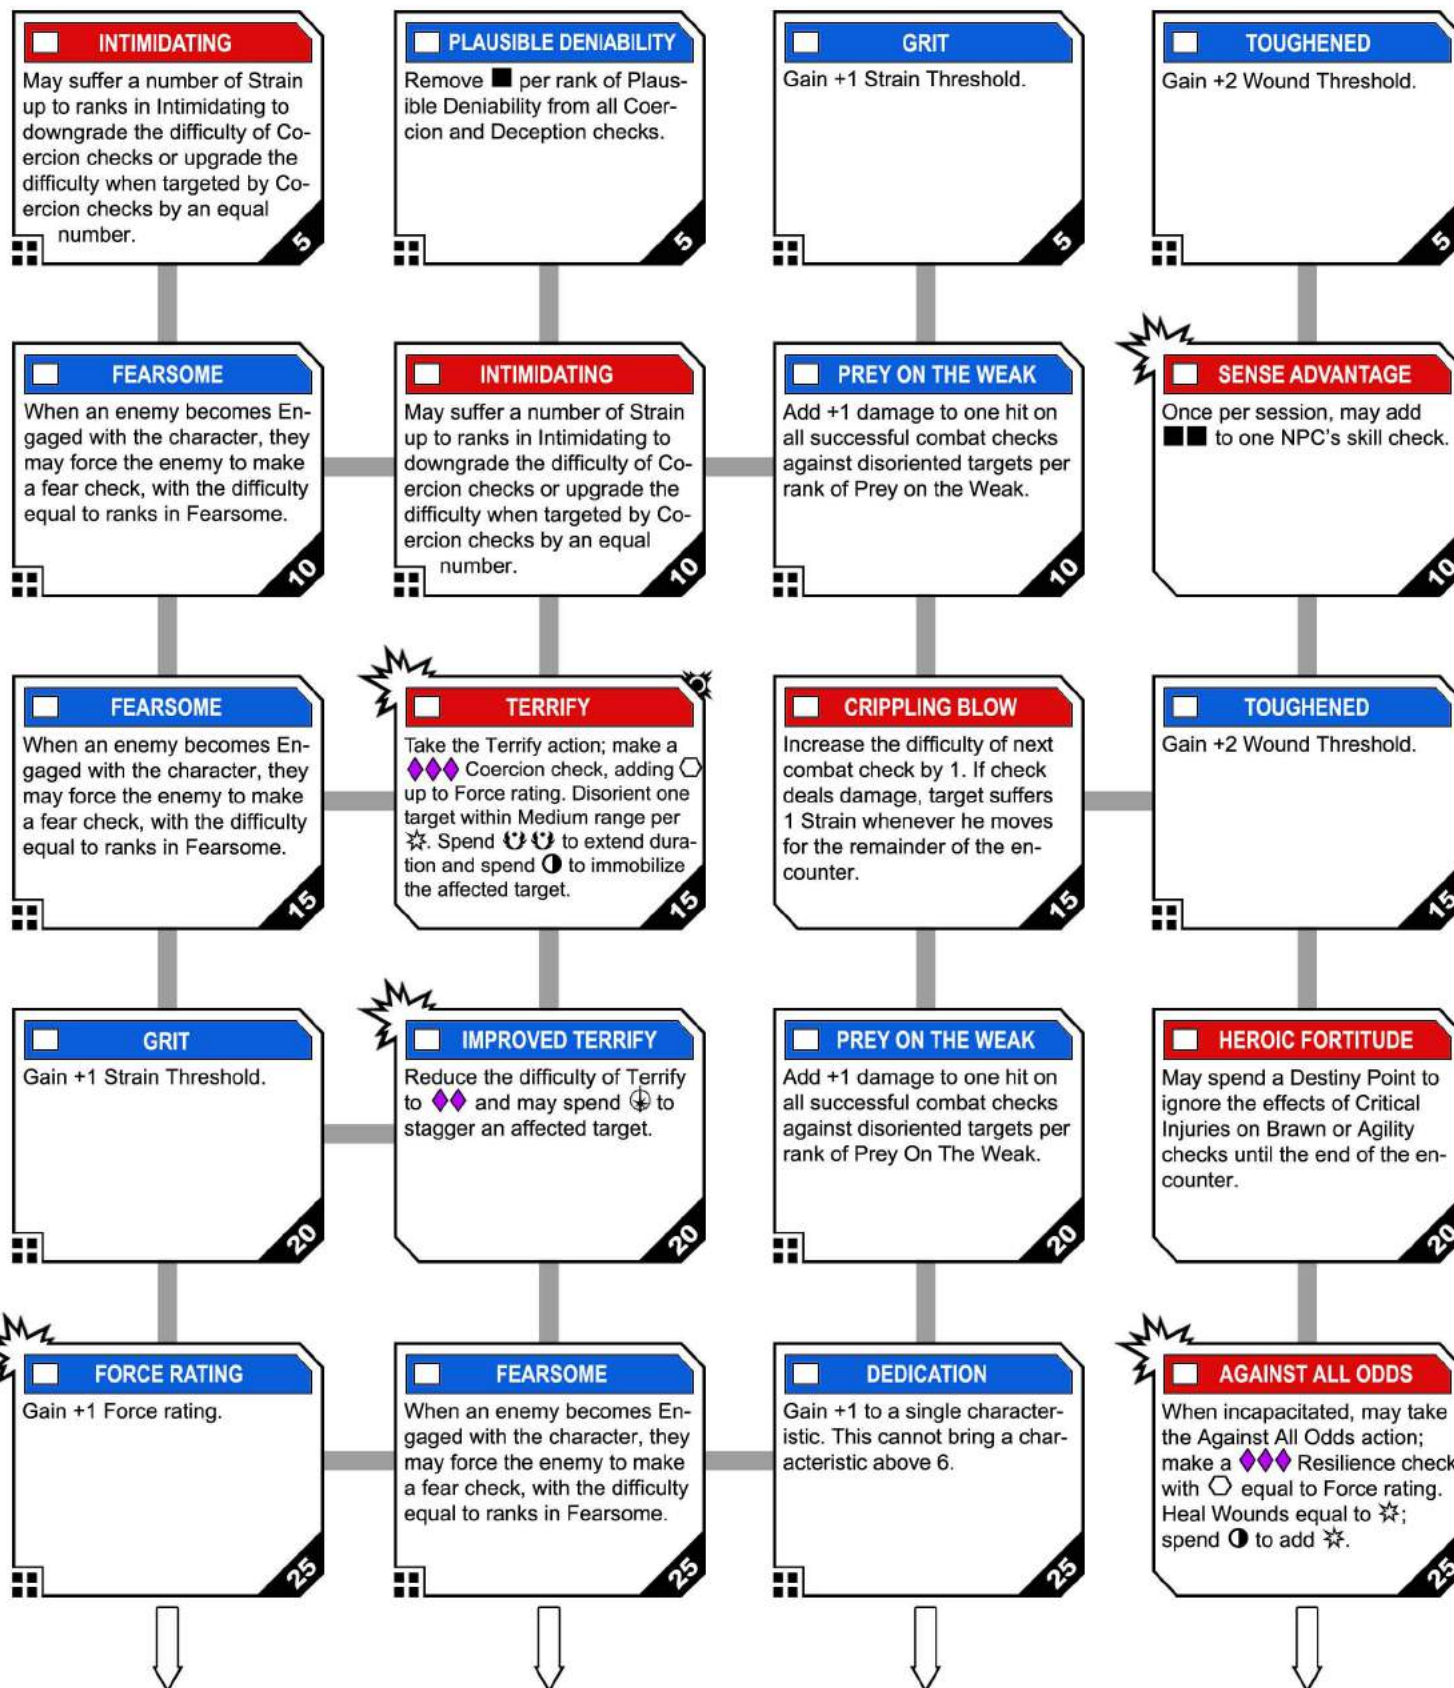 INTIMIDATING
May suffer a number of Strain
up to ranks in Intimidating to
downgrade the difficulty of Co-
ercion checks or upgrade the
difficulty when targeted by Co-
ercion checks by an equal
number.
5
PLAUSIBLE DENIABILITY
Remove ■ per rank of Plaus-
ible Deniability from all Coer-
cion and Deception checks.
5
GRIT
Gain +1 Strain Threshold.
5
TOUGHENED
Gain +2 Wound Threshold.
5
FEARSOME
When an enemy becomes En-
gaged with the character, they
may force the enemy to make
a fear check, with the difficulty
equal to ranks in Fearsome.
10
INTIMIDATING
May suffer a number of Strain
up to ranks in Intimidating to
downgrade the difficulty of Co-
ercion checks or upgrade the
difficulty when targeted by Co-
ercion checks by an equal
number.
10
PREY ON THE WEAK
Add +1 damage to one hit on
all successful combat checks
against disoriented targets per
rank of Prey on the Weak.
10
SENSE ADVANTAGE
Once per session, may add
■■ to one NPC's skill check.
10
FEARSOME
When an enemy becomes En-
gaged with the character, they
may force the enemy to make
a fear check, with the difficulty
equal to ranks in Fearsome.
15
TERRIFY
Take the Terrify action; make a
Coercion check, adding
up to Force rating. Disorient one
target within Medium range per
. Spend to extend dura-
tion and spend to immobilize
the affected target.
15
CRIPPLING BLOW
Increase the difficulty of next
combat check by 1. If check
deals damage, target suffers
1 Strain whenever he moves
for the remainder of the en-
counter.
15
TOUGHENED
Gain +2 Wound Threshold.
15
GRIT
Gain +1 Strain Threshold.
20
IMPROVED TERRIFY
Reduce the difficulty of Terrify
to and may spend to
stagger an affected target.
20
PREY ON THE WEAK
Add +1 damage to one hit on
all successful combat checks
against disoriented targets per
rank of Prey On The Weak.
20
HEROIC FORTITUDE
May spend a Destiny Point to
ignore the effects of Critical
Injuries on Brawn or Agility
checks until the end of the en-
counter.
20
FORCE RATING
Gain +1 Force rating.
25
FEARSOME
When an enemy becomes En-
gaged with the character, they
may force the enemy to make
a fear check, with the difficulty
equal to ranks in Fearsome.
25
DEDICATION
Gain +1 to a single character-
istic. This cannot bring a char-
acteristic above 6.
25
AGAINST ALL ODDS
When incapacitated, may take
the Against All Odds action;
make a Resilience check
with equal to Force rating.
Heal Wounds equal to ;
spend to add .
25